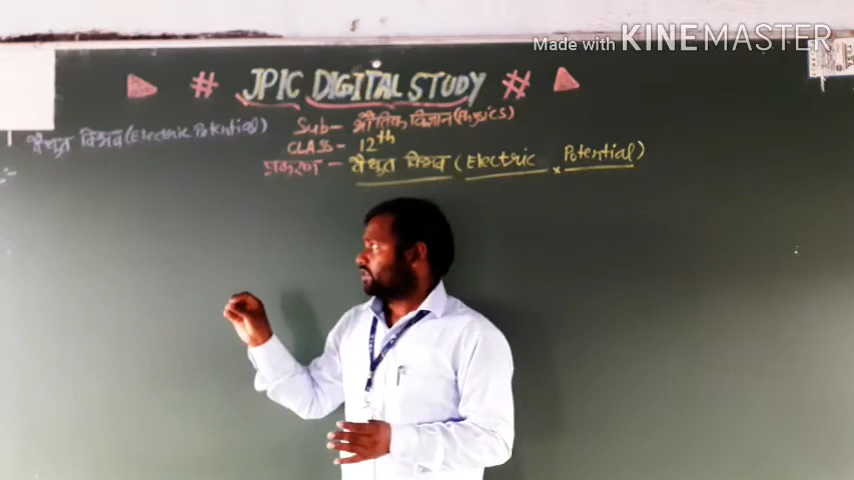 Made with KINEMASTER
# JPIC DIGITAL STUDY #
Sub- भौतिक विज्ञान (Physics)
CLASS- 12th
प्रकरण - वैधुत विभव (Electric Potential)
वैधुत विभव (Electric Potential)